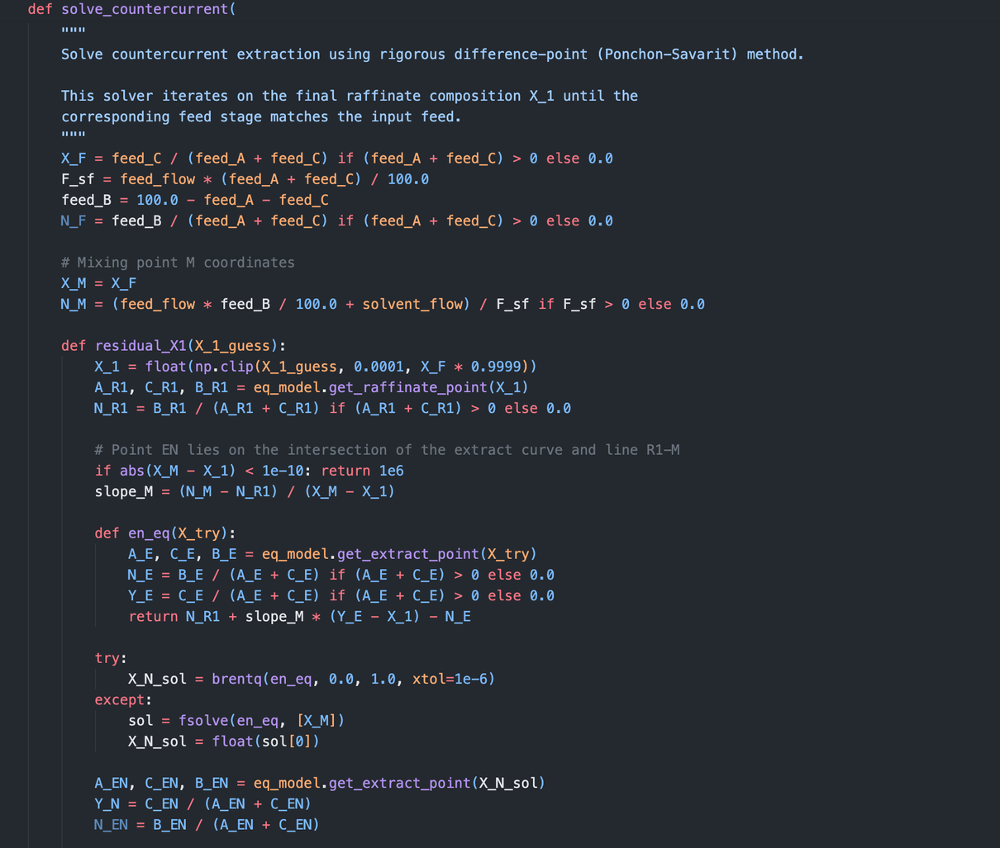 def solve_countercurrent(
"""
Solve countercurrent extraction using rigorous difference-point (Ponchon-Savarit) method.
This solver iterates on the final raffinate composition X_1 until the
corresponding feed stage matches the input feed.
"""
X_F = feed_C / (feed_A + feed_C) if (feed_A + feed_C) > 0 else 0.0
F_sf = feed_flow * (feed_A + feed_C) / 100.0
feed_B = 100.0 - feed_A - feed_C
N_F = feed_B / (feed_A + feed_C) if (feed_A + feed_C) > 0 else 0.0
# Mixing point M coordinates
X_M = X_F
N_M = (feed_flow * feed_B / 100.0 + solvent_flow) / F_sf if F_sf > 0 else 0.0
def residual_X1(X_1_guess):
X_1 = float(np.clip(X_1_guess, 0.0001, X_F * 0.9999))
A_R1, C_R1, B_R1 = eq_model.get_raffinate_point(X_1)
N_R1 = B_R1 / (A_R1 + C_R1) if (A_R1 + C_R1) > 0 else 0.0
# Point EN lies on the intersection of the extract curve and line R1-M
if abs(X_M - X_1) < 1e-10: return 1e6
slope_M = (N_M - N_R1) / (X_M - X_1)
def en_eq(X_try):
A_E, C_E, B_E = eq_model.get_extract_point(X_try)
N_E = B_E / (A_E + C_E) if (A_E + C_E) > 0 else 0.0
Y_E = C_E / (A_E + C_E) if (A_E + C_E) > 0 else 0.0
return N_R1 + slope_M * (Y_E - X_1) - N_E
try:
X_N_sol = brentq(en_eq, 0.0, 1.0, xtol=1e-6)
except:
sol = fsolve(en_eq, [X_M])
X_N_sol = float(sol[0])
A_EN, C_EN, B_EN = eq_model.get_extract_point(X_N_sol)
Y_N = C_EN / (A_EN + C_EN)
N_EN = B_EN / (A_EN + C_EN)